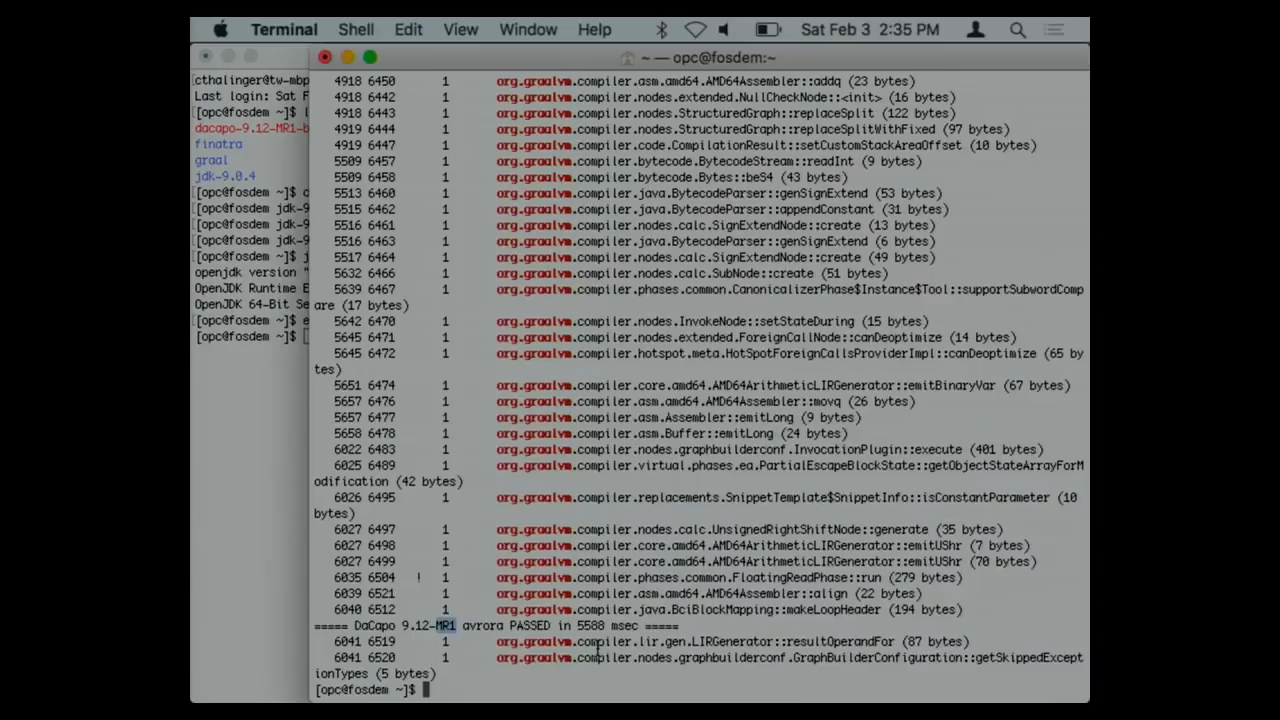 Terminal Shell Edit View Window Help Sat Feb 3 2:35 PM
~ — opc@fosdem:~
cthalinger@tw-mbp
Last login: Sat F
[opc@fosdem ~]$ l
dacapo-9.12-MR1-b
finatra
graal
jdk-9.0.4
[opc@fosdem ~]$ c
[opc@fosdem jdk-9
[opc@fosdem jdk-9
[opc@fosdem jdk-9
[opc@fosdem ~]$ j
openjdk version "
OpenJDK Runtime E
OpenJDK 64-Bit Se
[opc@fosdem ~]$ e
[opc@fosdem ~]$
4918 6450 1 org.graalvm.compiler.asm.amd64.AMD64Assembler::addq (23 bytes)
4918 6442 1 org.graalvm.compiler.nodes.extended.NullCheckNode::<init> (16 bytes)
4918 6443 1 org.graalvm.compiler.nodes.StructuredGraph::replaceSplit (122 bytes)
4919 6444 1 org.graalvm.compiler.nodes.StructuredGraph::replaceSplitWithFixed (97 bytes)
4919 6447 1 org.graalvm.compiler.code.CompilationResult::setCustomStackAreaOffset (10 bytes)
5509 6457 1 org.graalvm.compiler.bytecode.BytecodeStream::readInt (9 bytes)
5509 6458 1 org.graalvm.compiler.bytecode.Bytes::beS4 (43 bytes)
5513 6460 1 org.graalvm.compiler.java.BytecodeParser::genSignExtend (53 bytes)
5515 6462 1 org.graalvm.compiler.java.BytecodeParser::appendConstant (31 bytes)
5516 6461 1 org.graalvm.compiler.nodes.calc.SignExtendNode::create (13 bytes)
5516 6463 1 org.graalvm.compiler.java.BytecodeParser::genSignExtend (6 bytes)
5517 6464 1 org.graalvm.compiler.nodes.calc.SignExtendNode::create (49 bytes)
5632 6466 1 org.graalvm.compiler.nodes.calc.SubNode::create (51 bytes)
5639 6467 1 org.graalvm.compiler.phases.common.CanonicalizerPhase$Instance$Tool::supportSubwordComp
are (17 bytes)
5642 6470 1 org.graalvm.compiler.nodes.InvokeNode::setStateDuring (15 bytes)
5645 6471 1 org.graalvm.compiler.nodes.extended.ForeignCallNode::canDeoptimize (14 bytes)
5645 6472 1 org.graalvm.compiler.hotspot.meta.HotSpotForeignCallsProviderImpl::canDeoptimize (65 by
tes)
5651 6474 1 org.graalvm.compiler.core.amd64.AMD64ArithmeticLIRGenerator::emitBinaryVar (67 bytes)
5657 6476 1 org.graalvm.compiler.asm.amd64.AMD64Assembler::movq (26 bytes)
5657 6477 1 org.graalvm.compiler.asm.Assembler::emitLong (9 bytes)
5658 6478 1 org.graalvm.compiler.asm.Buffer::emitLong (24 bytes)
6022 6483 1 org.graalvm.compiler.nodes.graphbuilderconf.InvocationPlugin::execute (401 bytes)
6025 6489 1 org.graalvm.compiler.virtual.phases.ea.PartialEscapeBlockState::getObjectStateArrayForM
odification (42 bytes)
6026 6495 1 org.graalvm.compiler.replacements.SnippetTemplate$SnippetInfo::isConstantParameter (10
bytes)
6027 6497 1 org.graalvm.compiler.nodes.calc.UnsignedRightShiftNode::generate (35 bytes)
6027 6498 1 org.graalvm.compiler.core.amd64.AMD64ArithmeticLIRGenerator::emitUShr (7 bytes)
6027 6499 1 org.graalvm.compiler.core.amd64.AMD64ArithmeticLIRGenerator::emitUShr (70 bytes)
6035 6504 ! 1 org.graalvm.compiler.phases.common.FloatingReadPhase::run (279 bytes)
6039 6521 1 org.graalvm.compiler.asm.amd64.AMD64Assembler::align (22 bytes)
6040 6512 1 org.graalvm.compiler.java.BciBlockMapping::makeLoopHeader (194 bytes)
===== DaCapo 9.12-MR1 avrora PASSED in 5588 msec =====
6041 6519 1 org.graalvm.compiler.lir.gen.LIRGenerator::resultOperandFor (87 bytes)
6041 6520 1 org.graalvm.compiler.nodes.graphbuilderconf.GraphBuilderConfiguration::getSkippedExcept
ionTypes (5 bytes)
[opc@fosdem ~]$